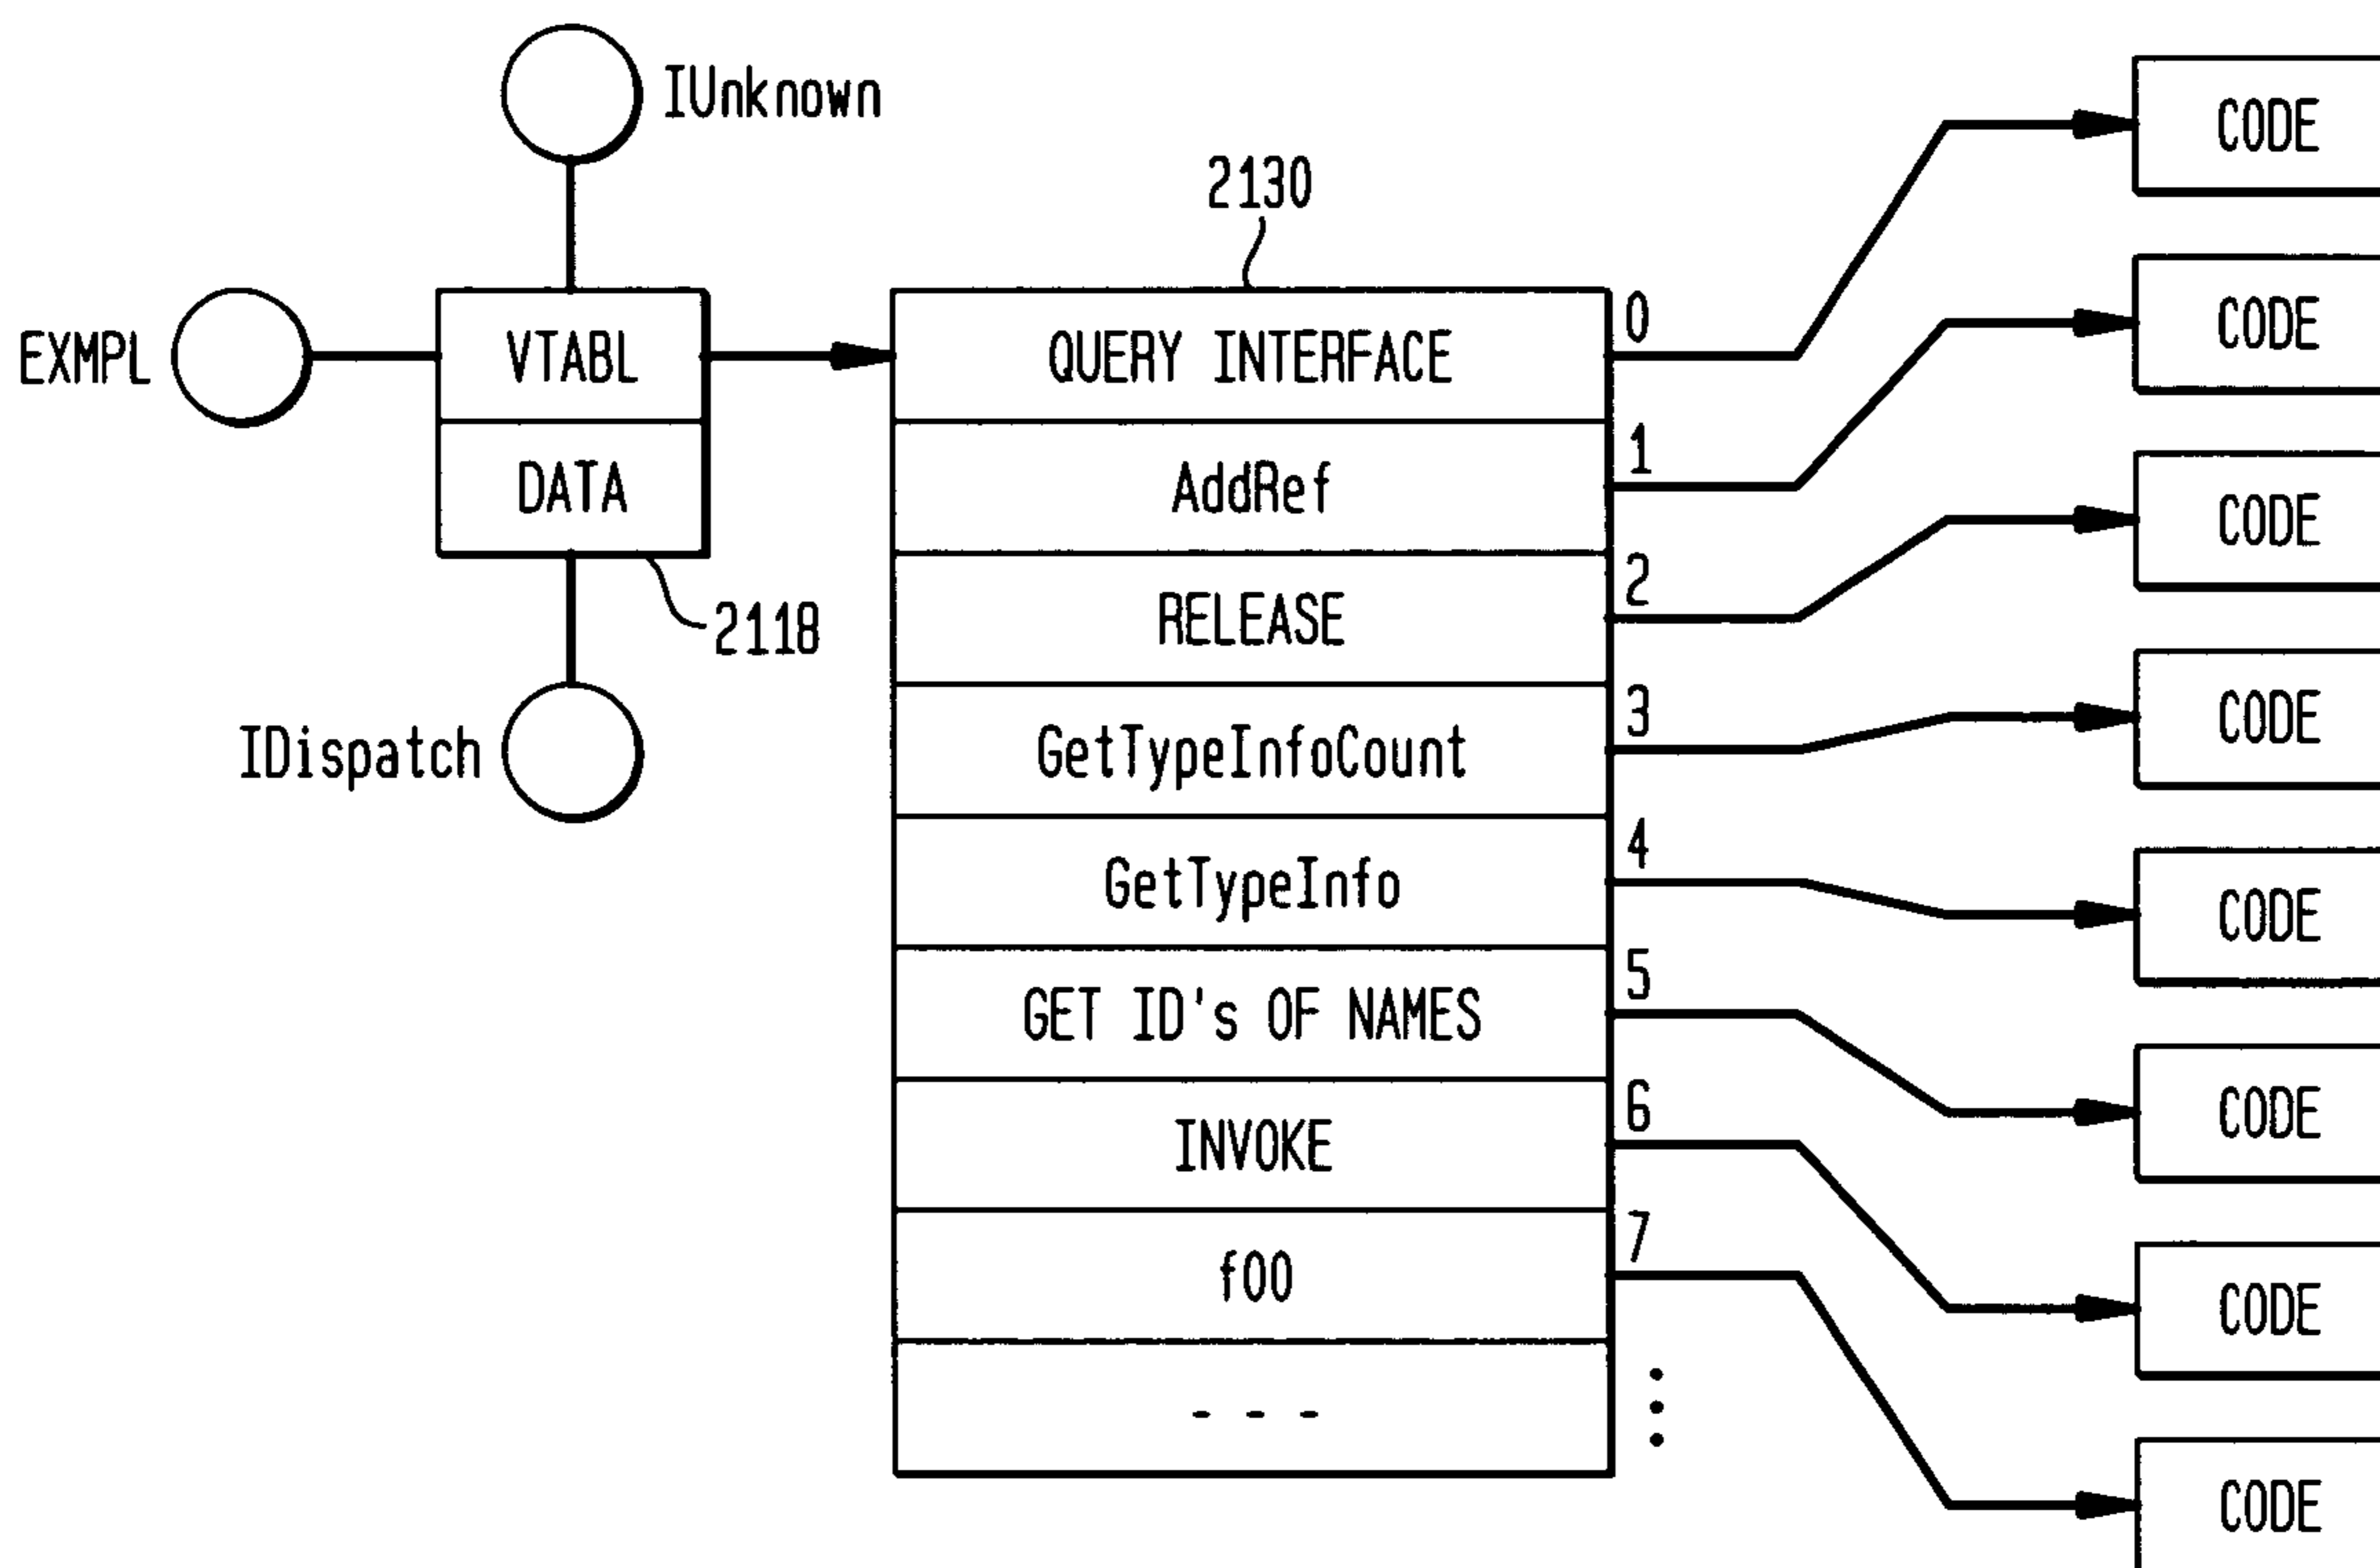 IUnknown
2130
EXMPL
VTABL
DATA
2118
IDispatch
QUERY INTERFACE
0
AddRef
1
RELEASE
2
GetTypeInfoCount
3
GetTypeInfo
4
GET ID's OF NAMES
5
INVOKE
6
f00
7
- - -
CODE
CODE
CODE
CODE
CODE
CODE
CODE
CODE